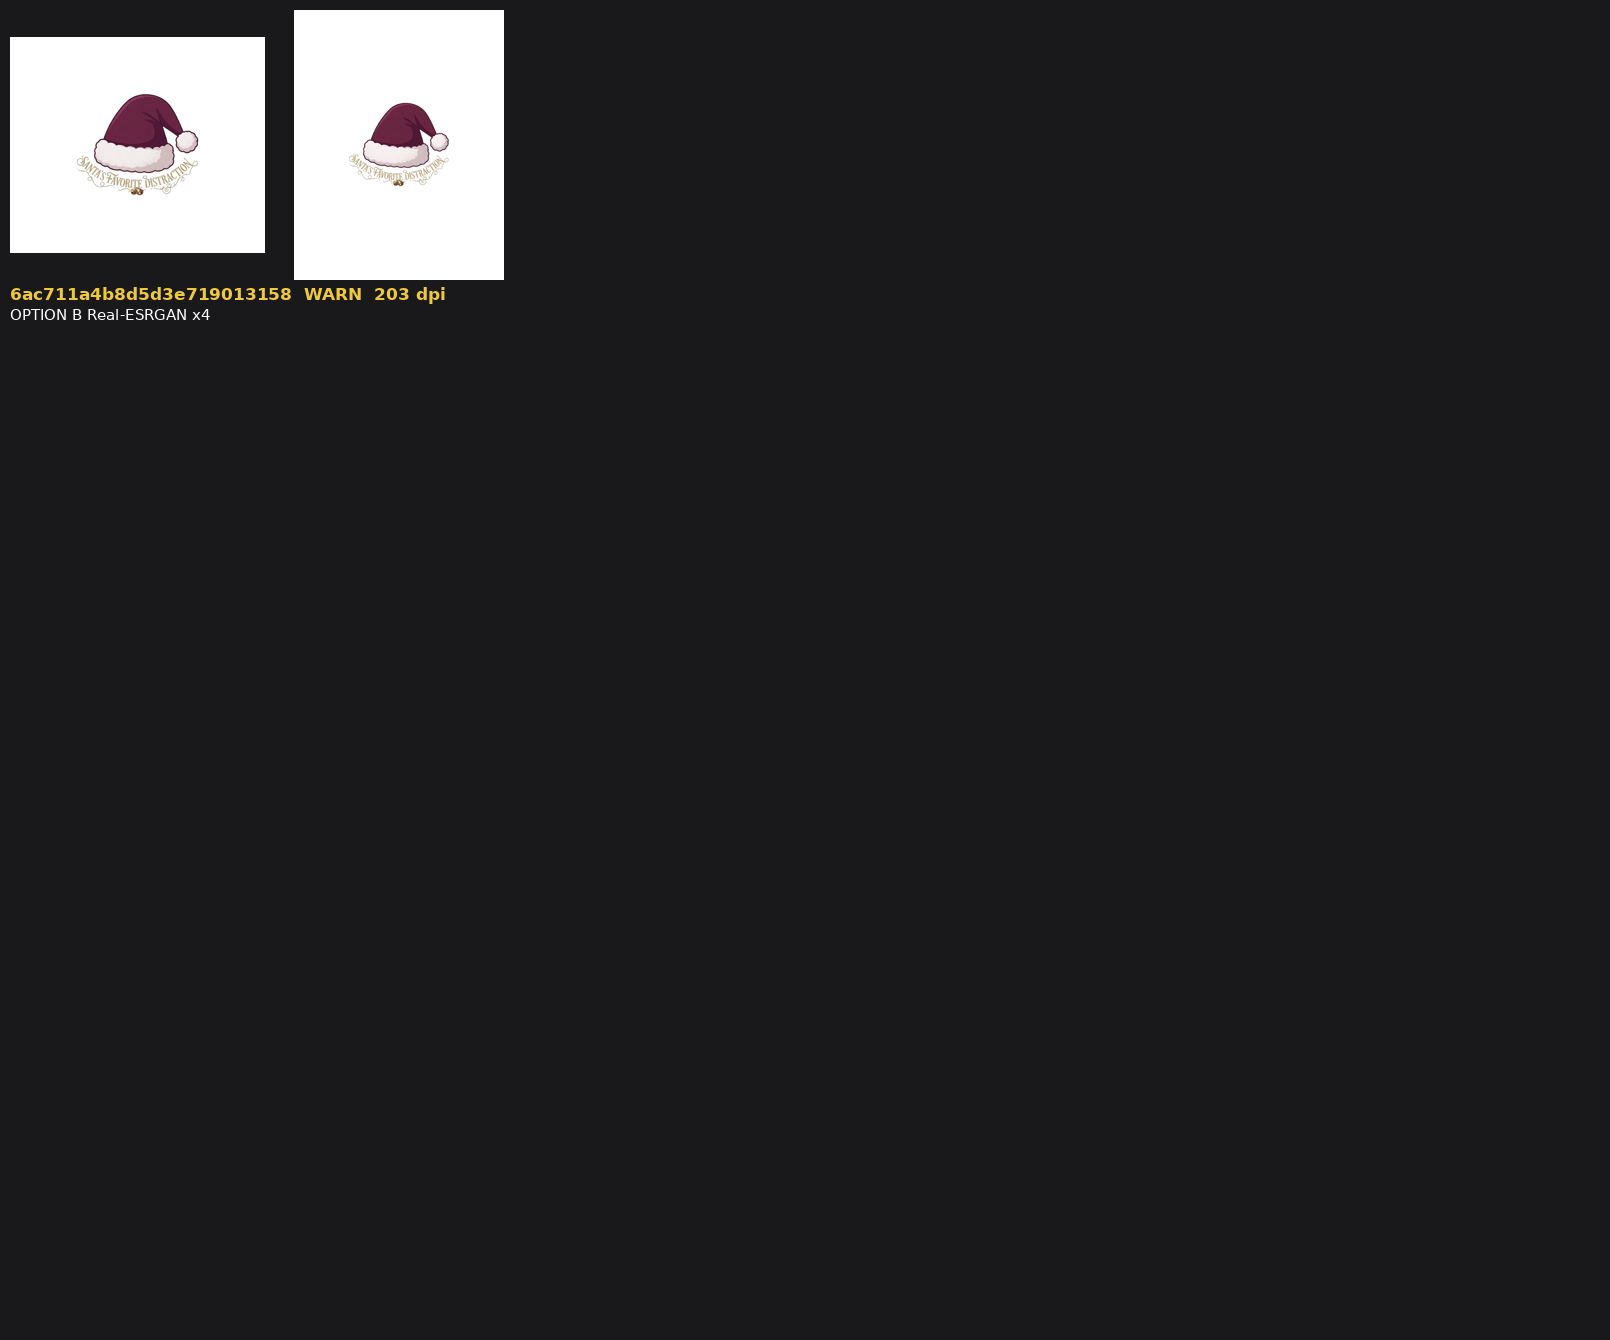 SANTA'S FAVORITE DISTRACTION
SANTA'S FAVORITE DISTRACTION
6ac711a4b8d5d3e719013158 WARN 203 dpi
OPTION B Real-ESRGAN x4